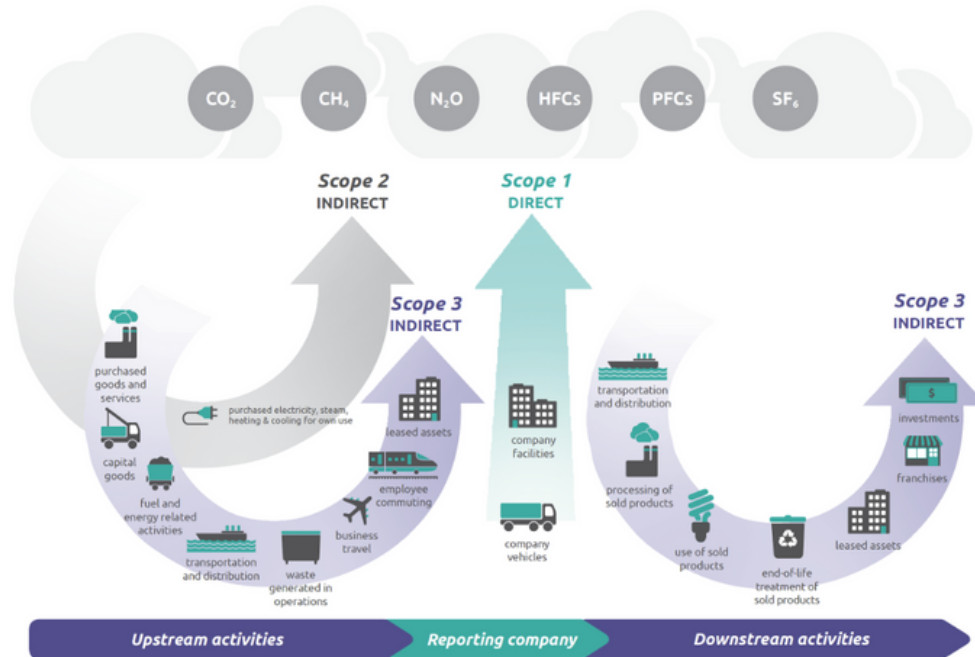 CO₂
CH₄
N₂O
HFCs
PFCs
SF₆
Scope 2
INDIRECT
Scope 1
DIRECT
Scope 3
INDIRECT
Scope 3
INDIRECT
purchased
goods and
services
capital
goods
fuel and
energy related
activities
transportation
and distribution
waste
generated in
operations
business
travel
employee
commuting
leased assets
purchased electricity, steam,
heating & cooling for own use
company
facilities
company
vehicles
transportation
and distribution
processing of
sold products
use of sold
products
end-of-life
treatment of
sold products
leased assets
franchises
investments
$
Upstream activities
Reporting company
Downstream activities